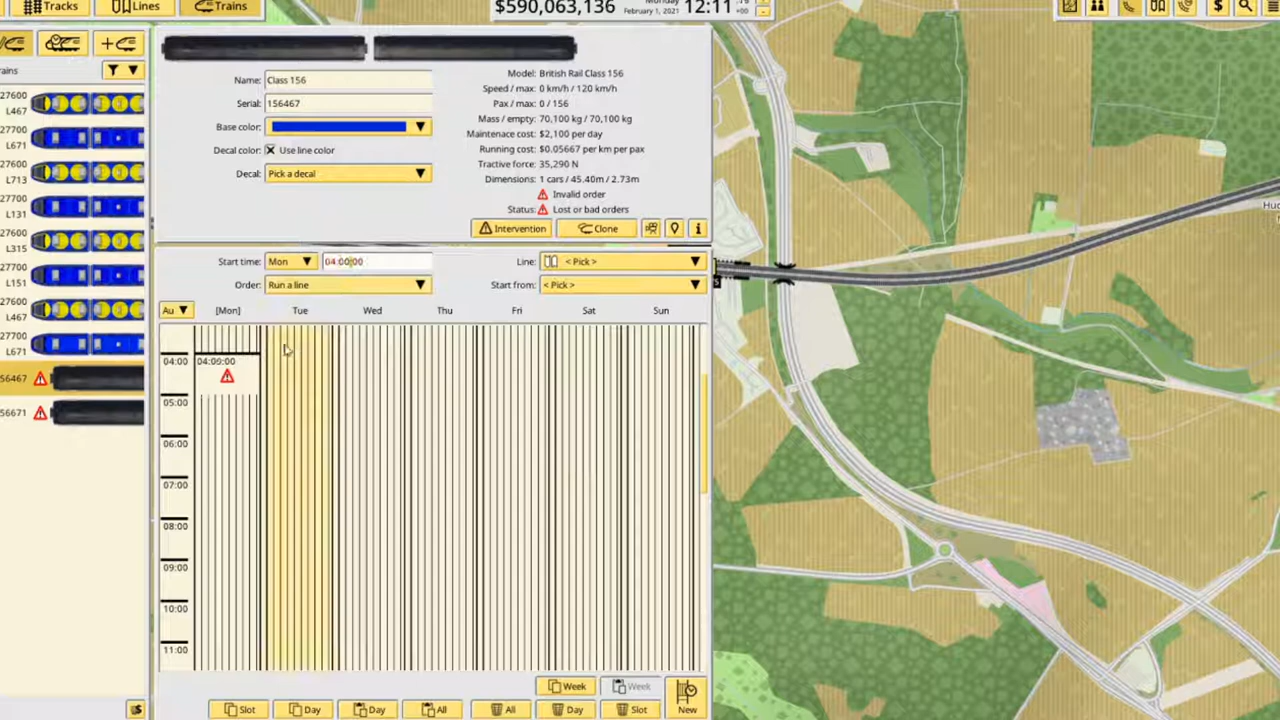 Tracks Lines Trains
$590,063,136 Monday 12:11 +00
February 1, 2021
$
rains
27600
L467
27700
L671
27600
L713
27700
L131
27600
L315
27700
L151
27600
L467
27700
L671
56467
56671
Name: Class 156
Serial: 156467
Base color:
Decal color: Use line color
Decal: Pick a decal
Model: British Rail Class 156
Speed / max: 0 km/h / 120 km/h
Pax / max: 0 / 156
Mass / empty: 70,100 kg / 70,100 kg
Maintenace cost: $2,100 per day
Running cost: $0.05667 per km per pax
Tractive force: 35,290 N
Dimensions: 1 cars / 45.40m / 2.73m
Invalid order
Status: Lost or bad orders
Intervention Clone i
Start time: Mon 04:00:00 Line: < Pick >
Order: Run a line Start from: < Pick >
Au [Mon] Tue Wed Thu Fri Sat Sun
04:00 04:00:00
05:00
06:00
07:00
08:00
09:00
10:00
11:00
Week Week
Slot Day Day All All Day Slot New